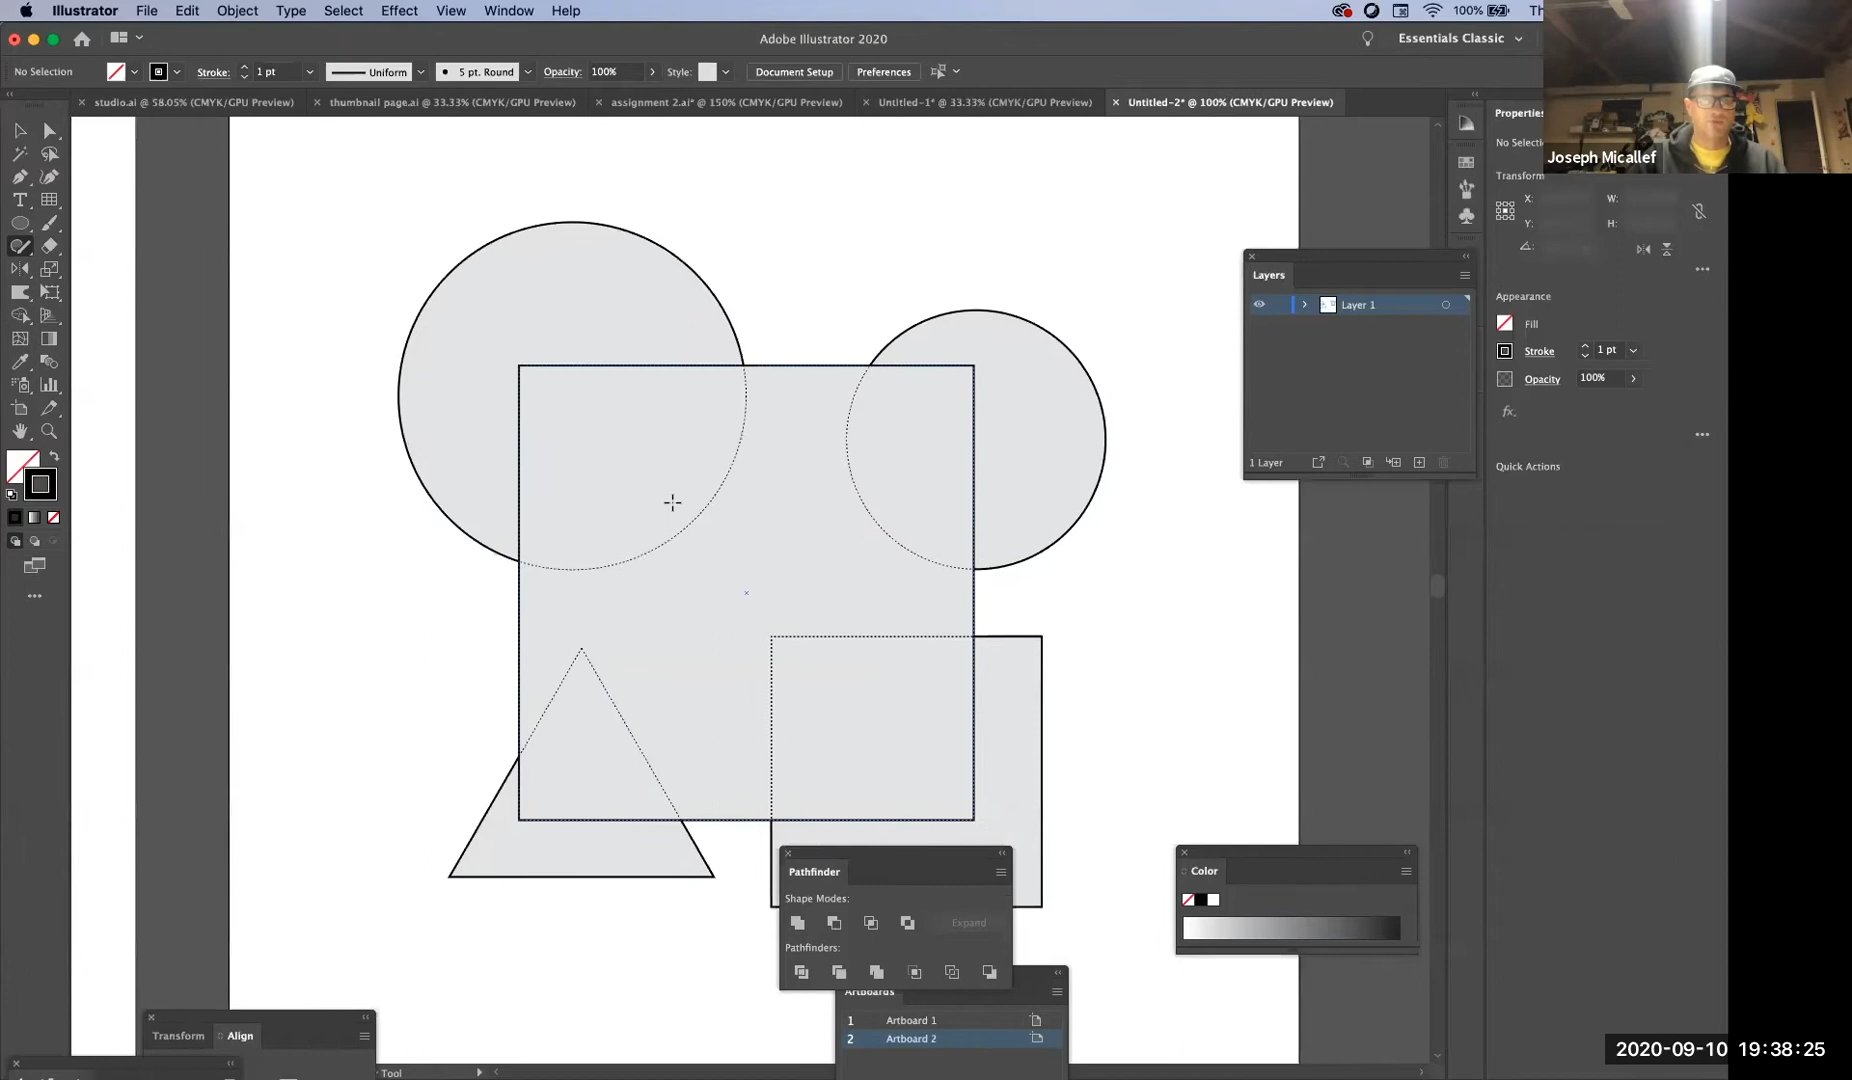 Illustrator File Edit Object Type Select Effect View Window Help
100%
Adobe Illustrator 2020
Essentials Classic
No Selection
Stroke: 1 pt
Uniform
5 pt. Round
Opacity: 100%
Style:
Document Setup
Preferences
studio.ai @ 58.05% (CMYK/GPU Preview)
thumbnail page.ai @ 33.33% (CMYK/GPU Preview)
assignment 2.ai* @ 150% (CMYK/GPU Preview)
Untitled-1* @ 33.33% (CMYK/GPU Preview)
Untitled-2* @ 100% (CMYK/GPU Preview)
Joseph Micallef
Properties
No Selecti
Transform
X: W:
Y: H:
Appearance
Fill
Stroke 1 pt
Opacity 100%
fx.
Quick Actions
Layers
Layer 1
1 Layer
Pathfinder
Shape Modes:
Expand
Pathfinders:
Color
Artboards
1 Artboard 1
2 Artboard 2
Transform Align
Tool
2020-09-10 19:38:25